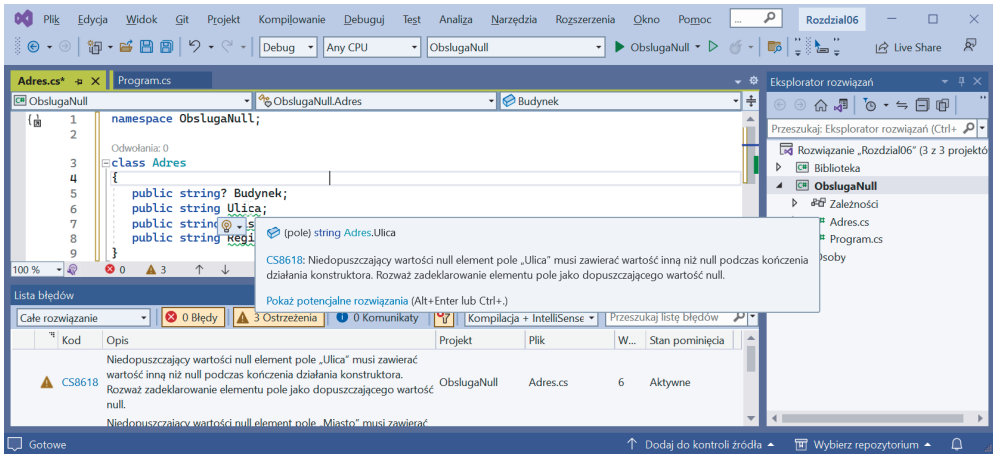 Plik Edycja Widok Git Projekt Kompilowanie Debuguj Test Analiza Narzędzia Rozszerzenia Okno Pomoc ... Rozdzial06
Debug Any CPU ObslugaNull ObslugaNull Live Share
Adres.cs* Program.cs
ObslugaNull ObslugaNull.Adres Budynek
1 namespace ObslugaNull;
2
Odwołania: 0
3 class Adres
4 {
5 public string? Budynek;
6 public string Ulica;
7 public string
8 public string Regi
9 }
(pole) string Adres.Ulica
CS8618: Niedopuszczający wartości null element pole „Ulica” musi zawierać wartość inną niż null podczas kończenia
działania konstruktora. Rozważ zadeklarowanie elementu pole jako dopuszczającego wartość null.
Pokaż potencjalne rozwiązania (Alt+Enter lub Ctrl+.)
100 % 0 3
Lista błędów
Całe rozwiązanie 0 Błędy 3 Ostrzeżenia 0 Komunikaty Kompilacja + IntelliSense Przeszukaj listę błędów
Kod Opis Projekt Plik W... Stan pominięcia
CS8618 Niedopuszczający wartości null element pole „Ulica” musi zawierać
wartość inną niż null podczas kończenia działania konstruktora.
Rozważ zadeklarowanie elementu pole jako dopuszczającego wartość
null.
ObslugaNull Adres.cs 6 Aktywne
Niedopuszczający wartości null element pole „Miasto” musi zawierać
Eksplorator rozwiązań
Przeszukaj: Eksplorator rozwiązań (Ctrl+
Rozwiązanie „Rozdzial06” (3 z 3 projektó
Biblioteka
ObslugaNull
Zależności
Adres.cs
Program.cs
Osoby
Gotowe Dodaj do kontroli źródła Wybierz repozytorium